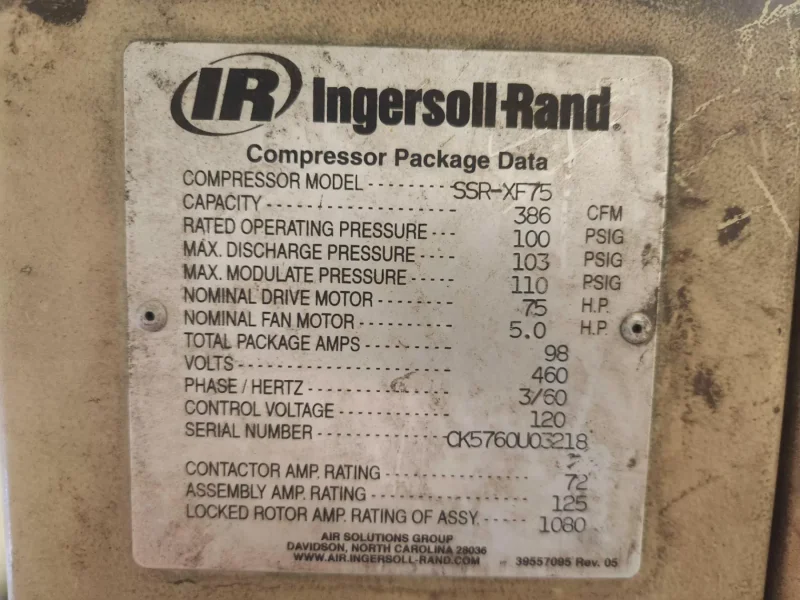 IR Ingersoll-Rand.
Compressor Package Data
COMPRESSOR MODEL --------- SSR-XF75
CAPACITY -------------------- 386 CFM
RATED OPERATING PRESSURE --- 100 PSIG
MAX. DISCHARGE PRESSURE ---- 103 PSIG
MAX. MODULATE PRESSURE ----- 110 PSIG
NOMINAL DRIVE MOTOR -------- 75 H.P.
NOMINAL FAN MOTOR ---------- 5.0 H.P.
TOTAL PACKAGE AMPS --------- 98
VOLTS ----------------------- 460
PHASE / HERTZ --------------- 3/60
CONTROL VOLTAGE ------------ 120
SERIAL NUMBER -------------- CK5760U03218
CONTACTOR AMP. RATING ------------ 72
ASSEMBLY AMP. RATING ------------- 125
LOCKED ROTOR AMP. RATING OF ASSY. ----- 1080
AIR SOLUTIONS GROUP
DAVIDSON, NORTH CAROLINA 28036
WWW.AIR.INGERSOLL-RAND.COM 39557095 Rev. 05